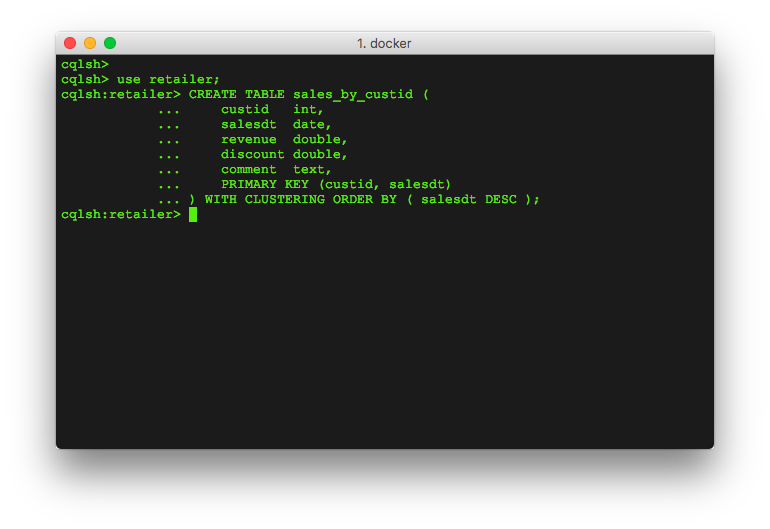 1. docker
cqlsh>
cqlsh> use retailer;
cqlsh:retailer> CREATE TABLE sales_by_custid (
            ...     custid   int,
            ...     salesdt  date,
            ...     revenue  double,
            ...     discount double,
            ...     comment  text,
            ...     PRIMARY KEY (custid, salesdt)
            ... ) WITH CLUSTERING ORDER BY ( salesdt DESC );
cqlsh:retailer>